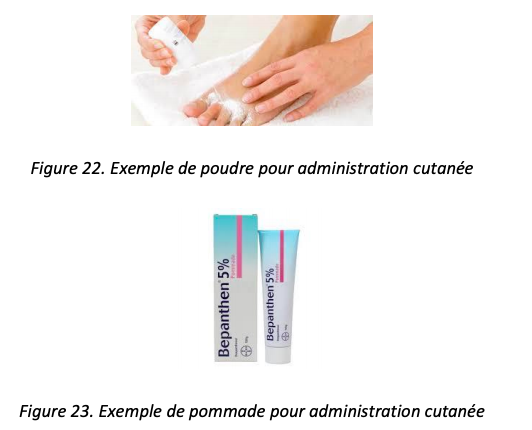 Figure 22. Exemple de poudre pour administration cutanée
Bepanthen® 5%
Bepanthen® 5%
Figure 23. Exemple de pommade pour administration cutanée